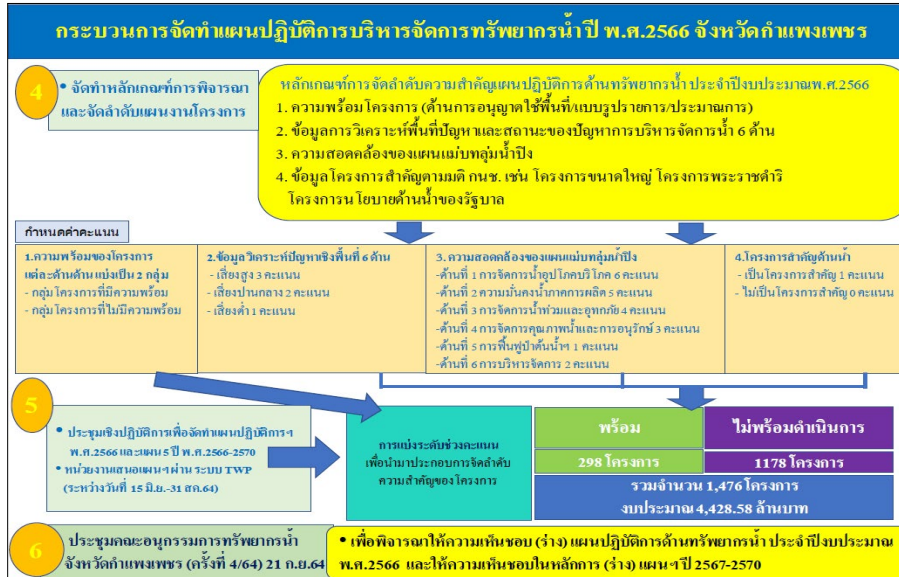 กระบวนการจัดทำแผนปฏิบัติการบริหารจัดการทรัพยากรน้ำปี พ.ศ.2566 จังหวัดกำแพงเพชร
4
• จัดทำหลักเกณฑ์การพิจารณา
และจัดลำดับแผนงานโครงการ
หลักเกณฑ์การจัดลำดับความสำคัญแผนปฏิบัติการด้านทรัพยากรน้ำ ประจำปีงบประมาณพ.ศ.2566
1. ความพร้อมโครงการ (ด้านการอนุญาตใช้พื้นที่/แบบรูปรายการ/ประมาณการ)
2. ข้อมูลการวิเคราะห์พื้นที่ปัญหาและสถานะของปัญหาการบริหารจัดการน้ำ 6 ด้าน
3. ความสอดคล้องของแผนแม่บทลุ่มน้ำปิง
4. ข้อมูลโครงการสำคัญตามมติ กนช. เช่น โครงการขนาดใหญ่ โครงการพระราชดำริ
โครงการนโยบายด้านน้ำของรัฐบาล
กำหนดค่าคะแนน
1.ความพร้อมของโครงการ
แต่ละด้านด้านแบ่งเป็น 2 กลุ่ม
- กลุ่มโครงการที่มีความพร้อม
- กลุ่มโครงการที่ไม่มีความพร้อม
2.ข้อมูลวิเคราะห์ปัญหาเชิงพื้นที่ 6 ด้าน
- เสี่ยงสูง 3 คะแนน
- เสี่ยงปานกลาง 2 คะแนน
- เสี่ยงต่ำ 1 คะแนน
3. ความสอดคล้องของแผนแม่บทลุ่มน้ำปิง
-ด้านที่ 1 การจัดการน้ำอุปโภคบริโภค 6 คะแนน
-ด้านที่ 2 ความมั่นคงน้ำภาคการผลิต 5 คะแนน
-ด้านที่ 3 การจัดการน้ำท่วมและอุทกภัย 4 คะแนน
-ด้านที่ 4 การจัดการคุณภาพน้ำและการอนุรักษ์ 3 คะแนน
-ด้านที่ 5 การฟื้นฟูป่าต้นน้ำฯ 1 คะแนน
-ด้านที่ 6 การบริหารจัดการ 2 คะแนน
4.โครงการสำคัญด้านน้ำ
- เป็นโครงการสำคัญ 1 คะแนน
- ไม่เป็นโครงการสำคัญ 0 คะแนน
5
• ประชุมเชิงปฏิบัติการเพื่อจัดทำแผนปฏิบัติการฯ
พ.ศ.2566 และแผน 5 ปี พ.ศ.2566-2570
• หน่วยงานเสนอแผนฯผ่าน ระบบ TWP
(ระหว่างวันที่ 15 มิ.ย.-31 สค.64)
การแบ่งระดับช่วงคะแนน
เพื่อนำมาประกอบการจัดลำดับ
ความสำคัญของโครงการ
พร้อม
ไม่พร้อมดำเนินการ
298 โครงการ
1178 โครงการ
รวมจำนวน 1,476 โครงการ
งบประมาณ 4,428.58 ล้านบาท
6
ประชุมคณะอนุกรรมการทรัพยากรน้ำ
จังหวัดกำแพงเพชร (ครั้งที่ 4/64) 21 ก.ย.64
• เพื่อพิจารณาให้ความเห็นชอบ (ร่าง) แผนปฏิบัติการด้านทรัพยากรน้ำ ประจำปีงบประมาณ
พ.ศ.2566 และให้ความเห็นชอบในหลักการ (ร่าง) แผนฯปี 2567-2570